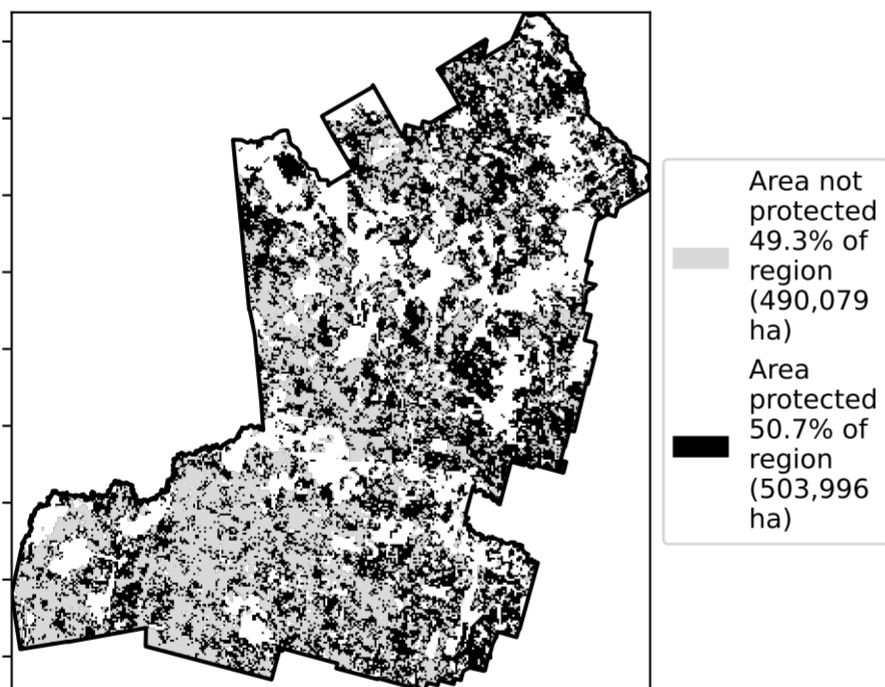 Area not
protected
49.3% of
region
(490,079
ha)
Area
protected
50.7% of
region
(503,996
ha)